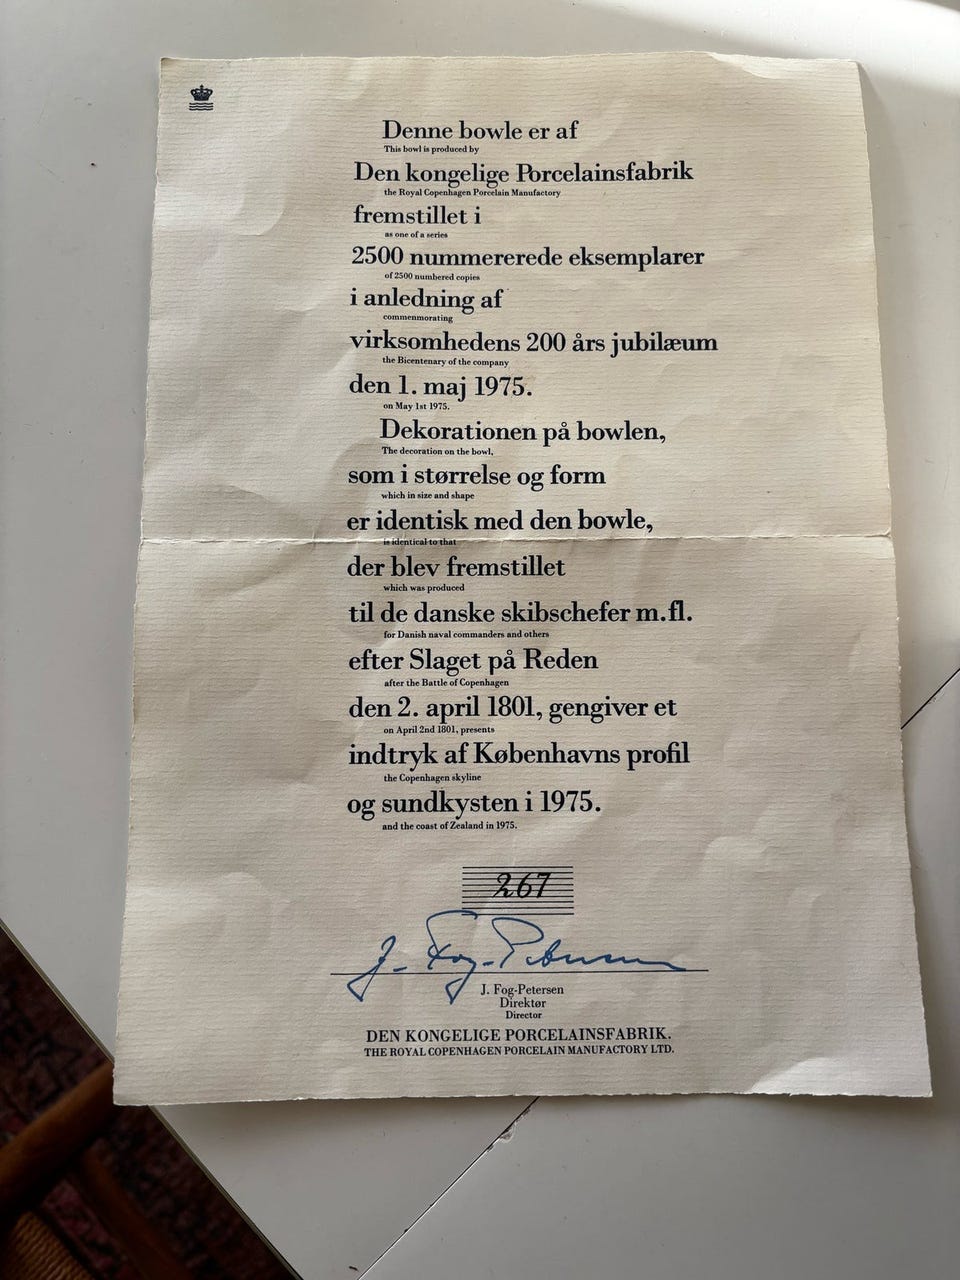 Denne bowle er af
This bowl is produced by
Den kongelige Porcelainsfabrik
the Royal Copenhagen Porcelain Manufactory
fremstillet i
as one of a series
2500 nummererede eksemplarer
of 2500 numbered copies
i anledning af
commenmorating
virksomhedens 200 års jubilæum
the Bicentenary of the company
den 1. maj 1975.
on May 1st 1975.
Dekorationen på bowlen,
The decoration on the bowl,
som i størrelse og form
which in size and shape
er identisk med den bowle,
is identical to that
der blev fremstillet
which was produced
til de danske skibschefer m.fl.
for Danish naval commanders and others
efter Slaget på Reden
after the Battle of Copenhagen
den 2. april 1801, gengiver et
on April 2nd 1801, presents
indtryk af Københavns profil
the Copenhagen skyline
og sundkysten i 1975.
and the coast of Zealand in 1975.
267
J. Fog-Petersen
J. Fog-Petersen
Direktør
Director
DEN KONGELIGE PORCELAINSFABRIK.
THE ROYAL COPENHAGEN PORCELAIN MANUFACTORY LTD.